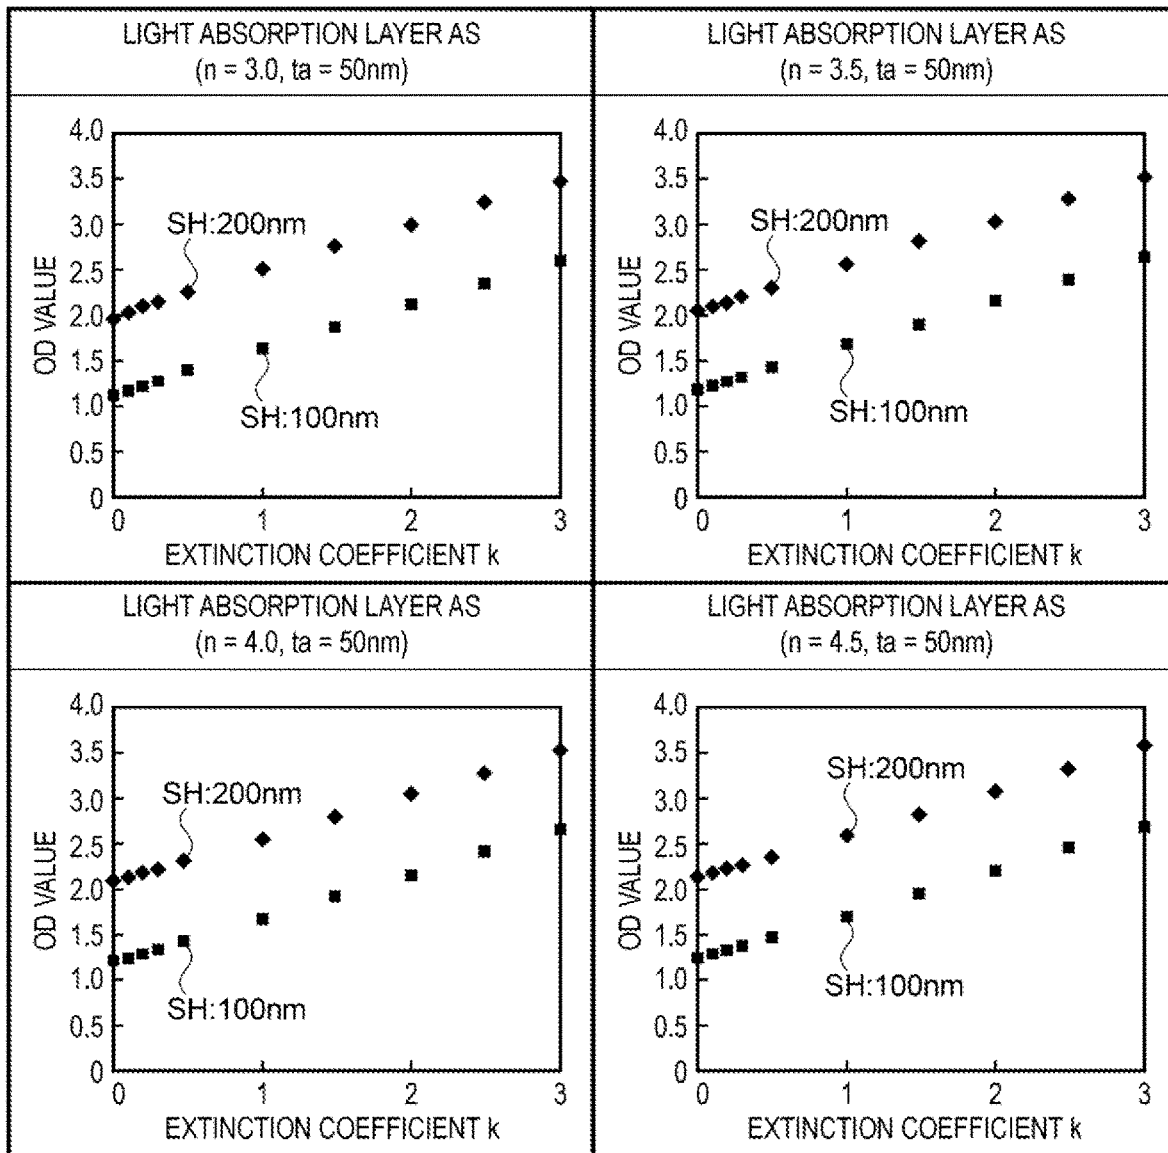 LIGHT ABSORPTION LAYER AS
(n = 3.0, ta = 50nm)
4.0
3.5
3.0
2.5
2.0
1.5
1.0
0.5
0
OD VALUE
SH:200nm
SH:100nm
0 1 2 3
EXTINCTION COEFFICIENT k
LIGHT ABSORPTION LAYER AS
(n = 3.5, ta = 50nm)
4.0
3.5
3.0
2.5
2.0
1.5
1.0
0.5
0
OD VALUE
SH:200nm
SH:100nm
0 1 2 3
EXTINCTION COEFFICIENT k
LIGHT ABSORPTION LAYER AS
(n = 4.0, ta = 50nm)
4.0
3.5
3.0
2.5
2.0
1.5
1.0
0.5
0
OD VALUE
SH:200nm
SH:100nm
0 1 2 3
EXTINCTION COEFFICIENT k
LIGHT ABSORPTION LAYER AS
(n = 4.5, ta = 50nm)
4.0
3.5
3.0
2.5
2.0
1.5
1.0
0.5
0
OD VALUE
SH:200nm
SH:100nm
0 1 2 3
EXTINCTION COEFFICIENT k